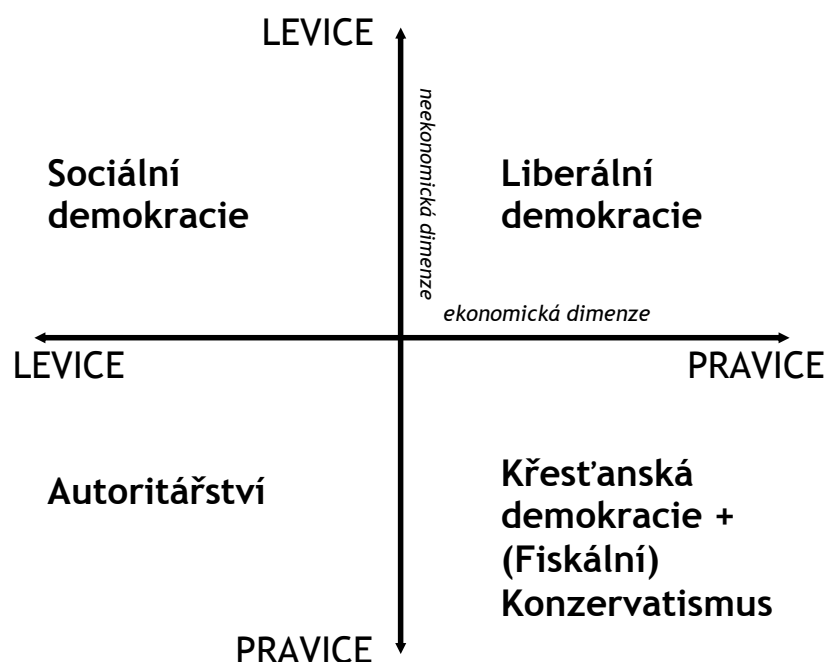 LEVICE
neekonomická dimenze
Sociální
demokracie
Liberální
demokracie
ekonomická dimenze
LEVICE
PRAVICE
Autoritářství
Křesťanská
demokracie +
(Fiskální)
Konzervatismus
PRAVICE